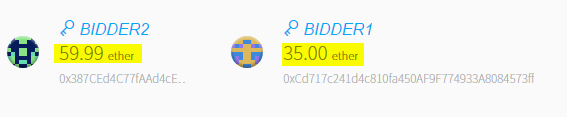 BIDDER2
59.99 ether
0x387CEd4C77fAAd4cE..
BIDDER1
35.00 ether
0xCd717c241d4c810fa450AF9F774933A8084573ff